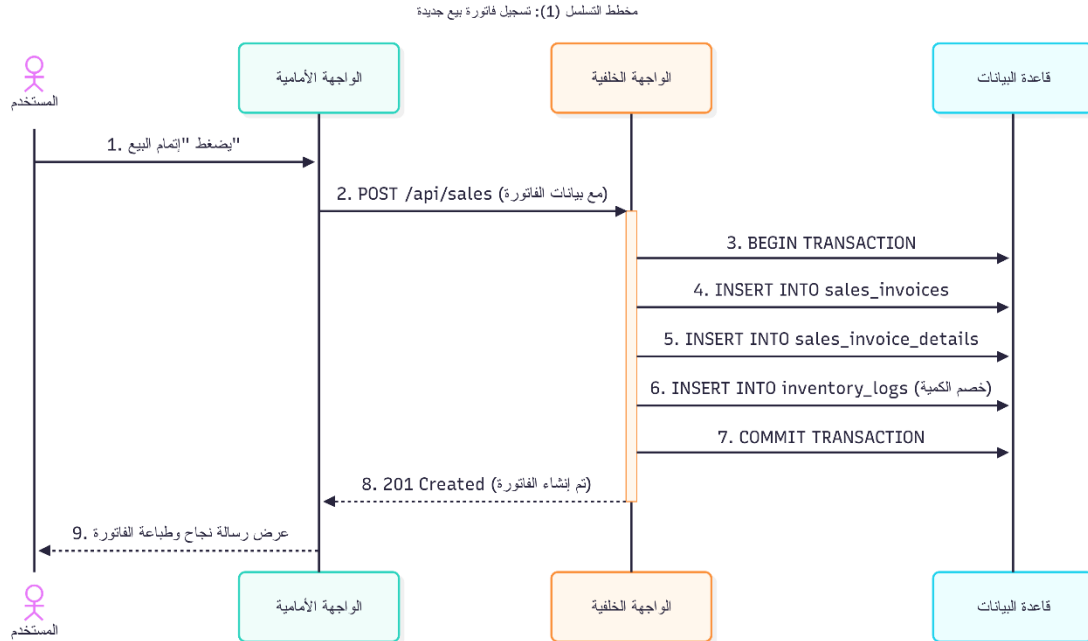 مخطط التسلسل (1): تسجيل فاتورة بيع جديدة
المستخدم
الواجهة الأمامية
الواجهة الخلفية
قاعدة البيانات
1. يضغط "إتمام البيع"
2. POST /api/sales (مع بيانات الفاتورة)
3. BEGIN TRANSACTION
4. INSERT INTO sales_invoices
5. INSERT INTO sales_invoice_details
6. INSERT INTO inventory_logs (خصم الكمية)
7. COMMIT TRANSACTION
8. 201 Created (تم إنشاء الفاتورة)
9. عرض رسالة نجاح وطباعة الفاتورة
المستخدم
الواجهة الأمامية
الواجهة الخلفية
قاعدة البيانات